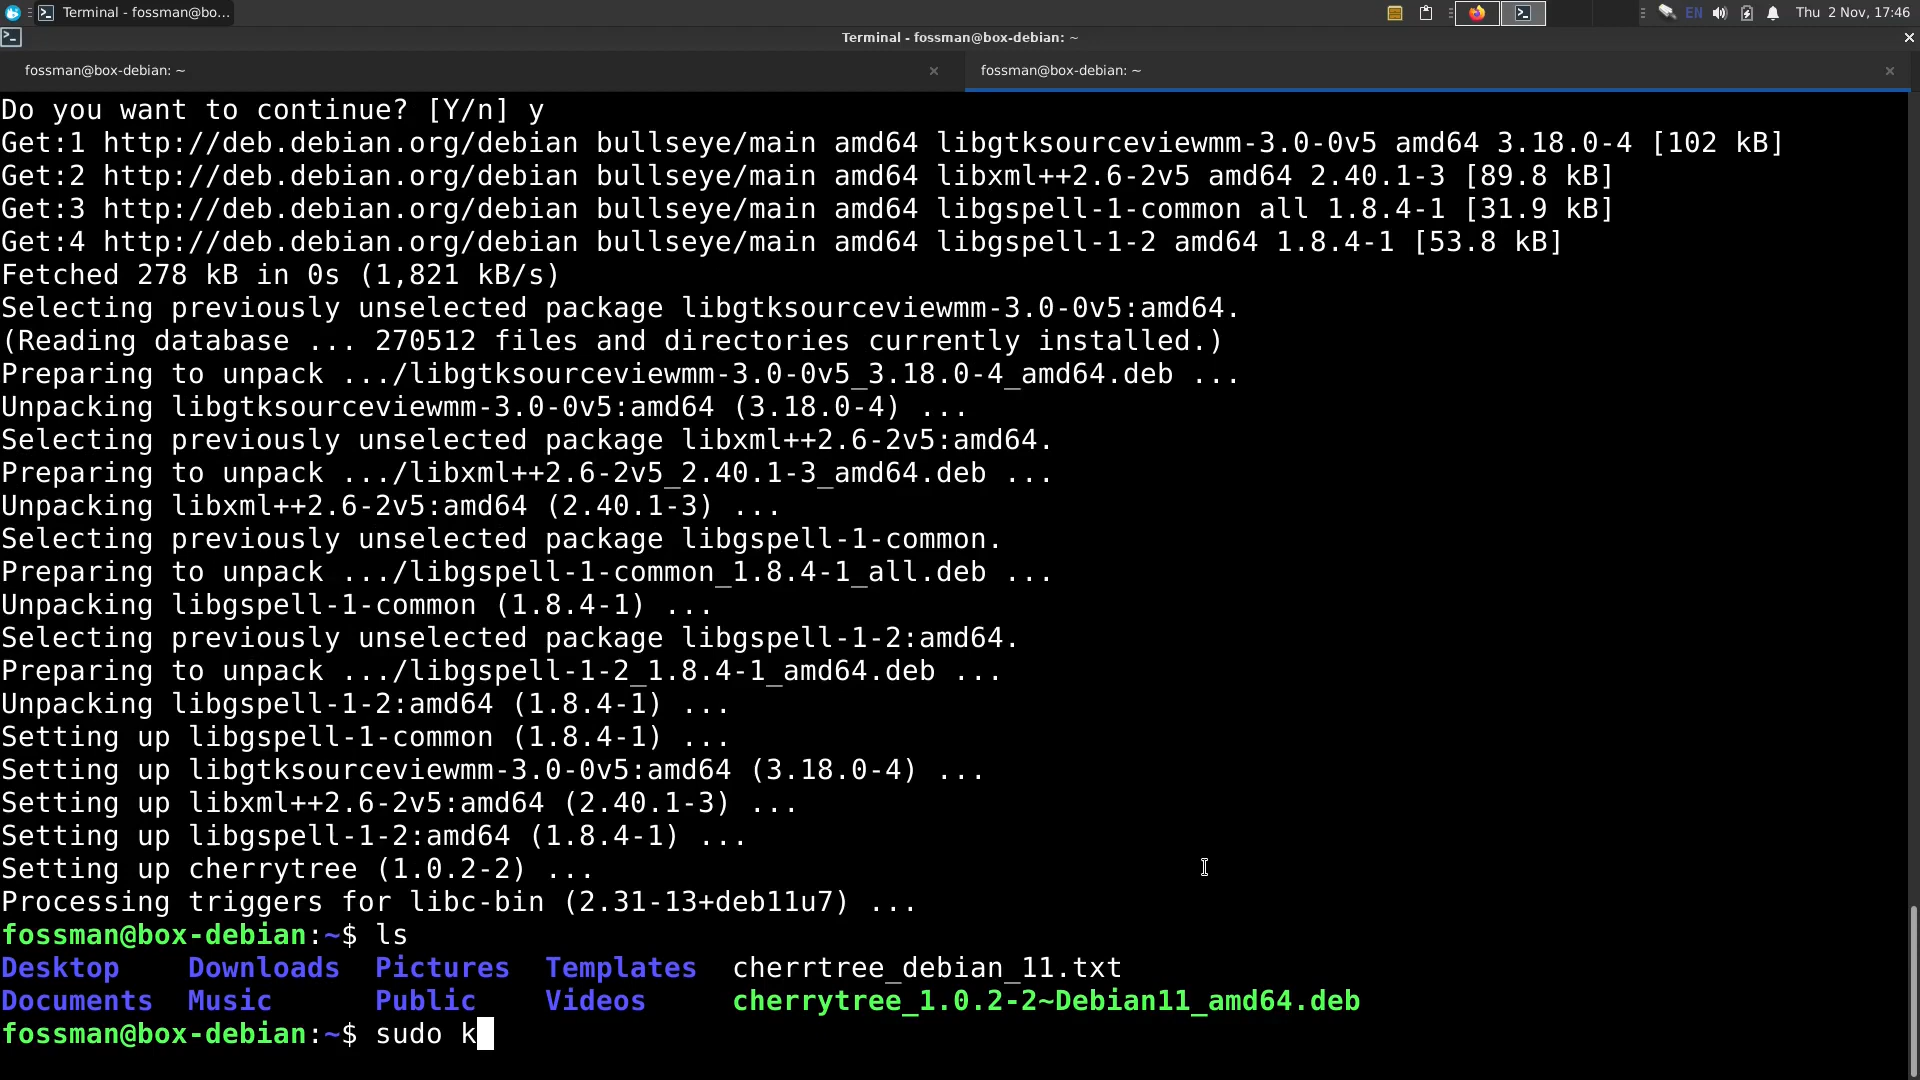 Terminal - fossman@bo...
EN
Thu 2 Nov, 17:46
Terminal - fossman@box-debian: ~
fossman@box-debian: ~
fossman@box-debian: ~
Do you want to continue? [Y/n] y
Get:1 http://deb.debian.org/debian bullseye/main amd64 libgtksourceviewmm-3.0-0v5 amd64 3.18.0-4 [102 kB]
Get:2 http://deb.debian.org/debian bullseye/main amd64 libxml++2.6-2v5 amd64 2.40.1-3 [89.8 kB]
Get:3 http://deb.debian.org/debian bullseye/main amd64 libgspell-1-common all 1.8.4-1 [31.9 kB]
Get:4 http://deb.debian.org/debian bullseye/main amd64 libgspell-1-2 amd64 1.8.4-1 [53.8 kB]
Fetched 278 kB in 0s (1,821 kB/s)
Selecting previously unselected package libgtksourceviewmm-3.0-0v5:amd64.
(Reading database ... 270512 files and directories currently installed.)
Preparing to unpack .../libgtksourceviewmm-3.0-0v5_3.18.0-4_amd64.deb ...
Unpacking libgtksourceviewmm-3.0-0v5:amd64 (3.18.0-4) ...
Selecting previously unselected package libxml++2.6-2v5:amd64.
Preparing to unpack .../libxml++2.6-2v5_2.40.1-3_amd64.deb ...
Unpacking libxml++2.6-2v5:amd64 (2.40.1-3) ...
Selecting previously unselected package libgspell-1-common.
Preparing to unpack .../libgspell-1-common_1.8.4-1_all.deb ...
Unpacking libgspell-1-common (1.8.4-1) ...
Selecting previously unselected package libgspell-1-2:amd64.
Preparing to unpack .../libgspell-1-2_1.8.4-1_amd64.deb ...
Unpacking libgspell-1-2:amd64 (1.8.4-1) ...
Setting up libgspell-1-common (1.8.4-1) ...
Setting up libgtksourceviewmm-3.0-0v5:amd64 (3.18.0-4) ...
Setting up libxml++2.6-2v5:amd64 (2.40.1-3) ...
Setting up libgspell-1-2:amd64 (1.8.4-1) ...
Setting up cherrytree (1.0.2-2) ...
Processing triggers for libc-bin (2.31-13+deb11u7) ...
fossman@box-debian:~$ ls
Desktop Downloads Pictures Templates cherrtree_debian_11.txt
Documents Music Public Videos cherrytree_1.0.2-2~Debian11_amd64.deb
fossman@box-debian:~$ sudo k